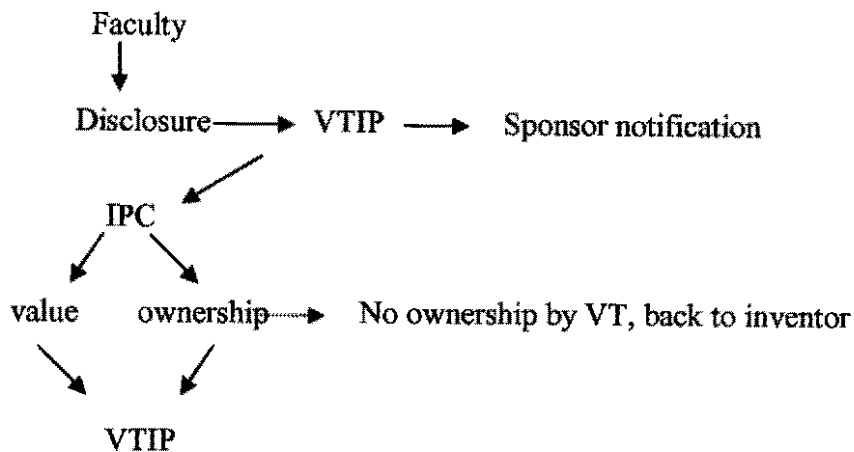 Faculty
Disclosure VTIP Sponsor notification
IPC
value ownership No ownership by VT, back to inventor
VTIP